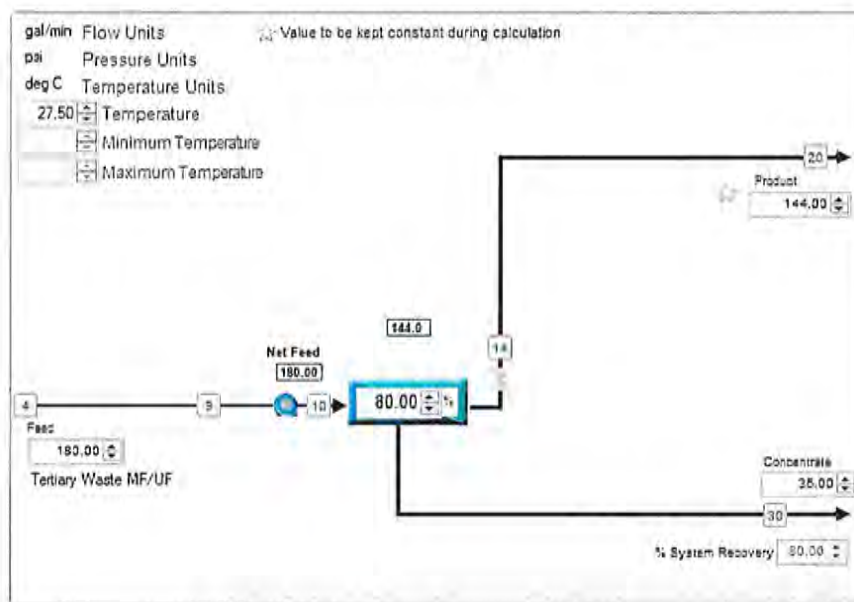 gal/min Flow Units
Value to be kept constant during calculation
psi Pressure Units
deg C Temperature Units
27.50 Temperature
Minimum Temperature
Maximum Temperature
20
Product
144.00
144.0
14
Net Feed
180.00
4
9
10
80.00 %
Feed
180.00
Tertiary Waste MF/UF
Concentrate
30
% System Recovery 80.00